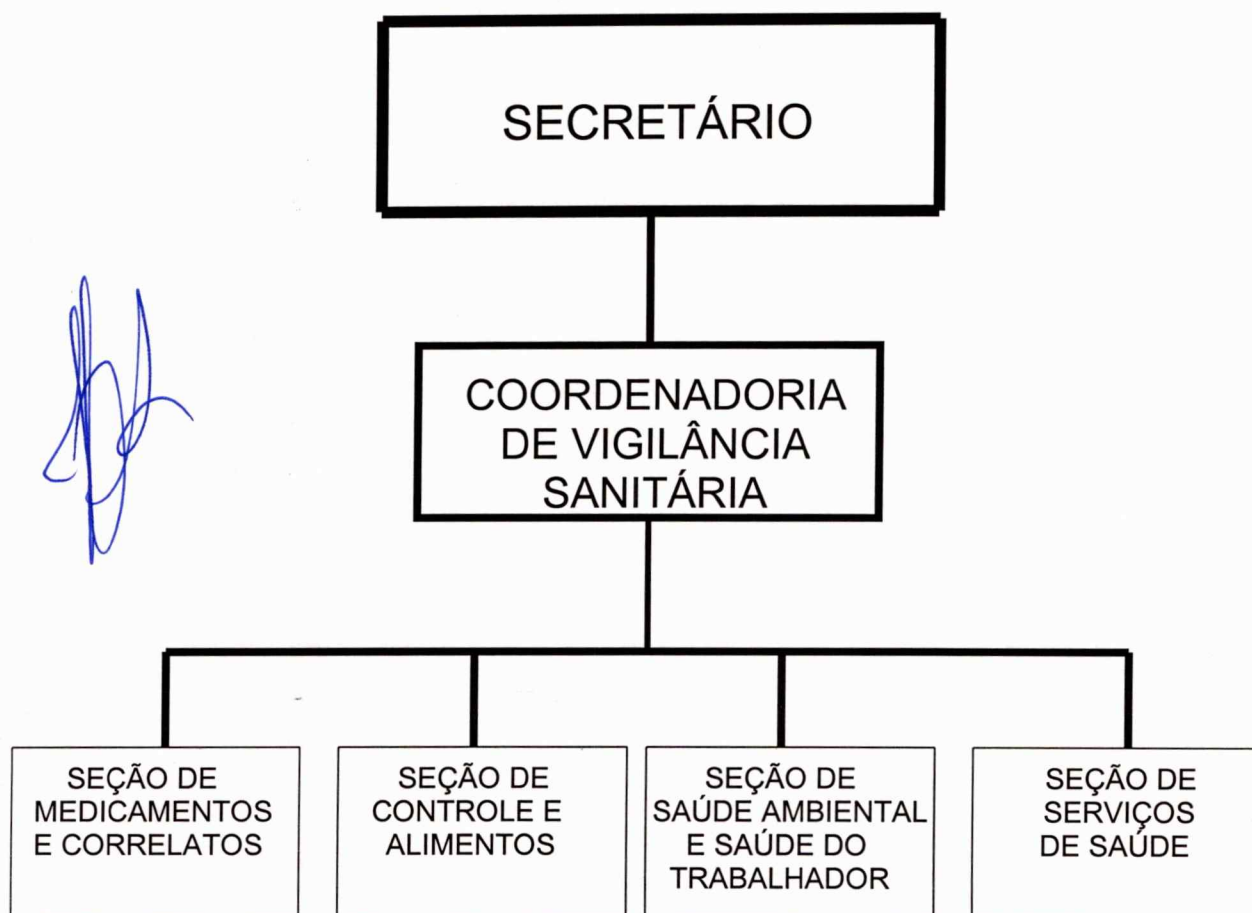 SECRETÁRIO
COORDENADORIA
DE VIGILÂNCIA
SANITÁRIA
SEÇÃO DE
MEDICAMENTOS
E CORRELATOS
SEÇÃO DE
CONTROLE E
ALIMENTOS
SEÇÃO DE
SAÚDE AMBIENTAL
E SAÚDE DO
TRABALHADOR
SEÇÃO DE
SERVIÇOS
DE SAÚDE